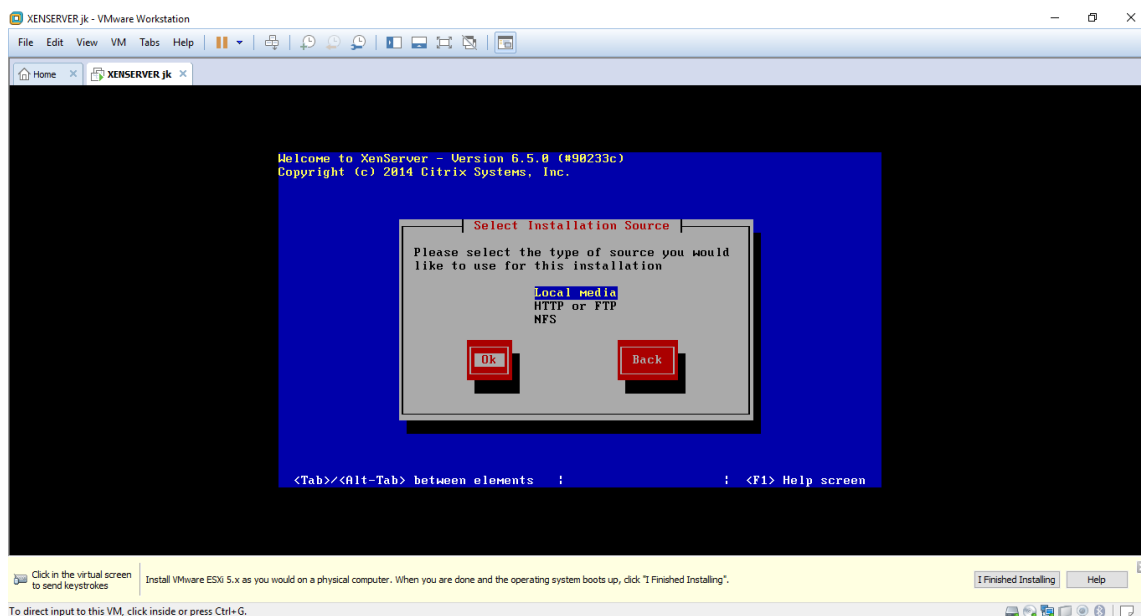 XENSERVER jk - VMware Workstation
File Edit View VM Tabs Help
Home XENSERVER jk
Welcome to XenServer - Version 6.5.0 (#90233c)
Copyright (c) 2014 Citrix Systems, Inc.
Select Installation Source
Please select the type of source you would
like to use for this installation
Local media
HTTP or FTP
NFS
Ok Back
<Tab>/<Alt-Tab> between elements ¦ ¦ <F1> Help screen
Click in the virtual screen
to send keystrokes
Install VMware ESXi 5.x as you would on a physical computer. When you are done and the operating system boots up, click "I Finished Installing".
I Finished Installing Help
To direct input to this VM, click inside or press Ctrl+G.